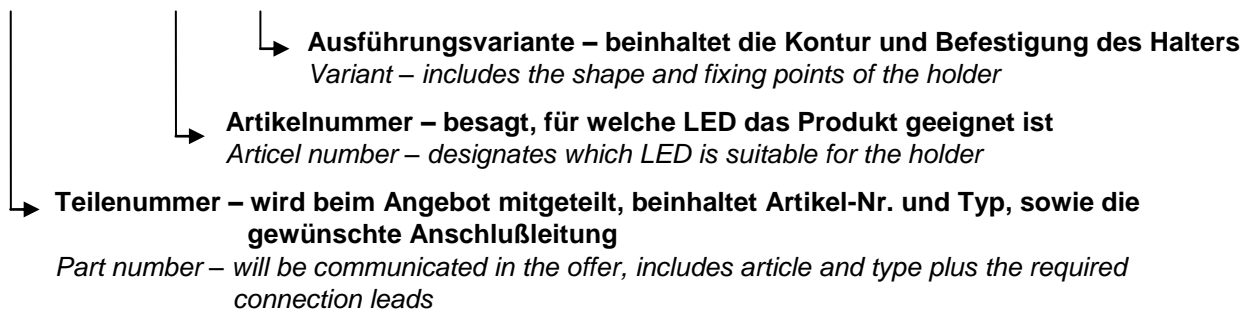 Ausführungsvariante – beinhaltet die Kontur und Befestigung des Halters
Variant – includes the shape and fixing points of the holder
Artikelnummer – besagt, für welche LED das Produkt geeignet ist
Articel number – designates which LED is suitable for the holder
Teilenummer – wird beim Angebot mitgeteilt, beinhaltet Artikel-Nr. und Typ, sowie die
gewünschte Anschlußleitung
Part number – will be communicated in the offer, includes article and type plus the required
connection leads